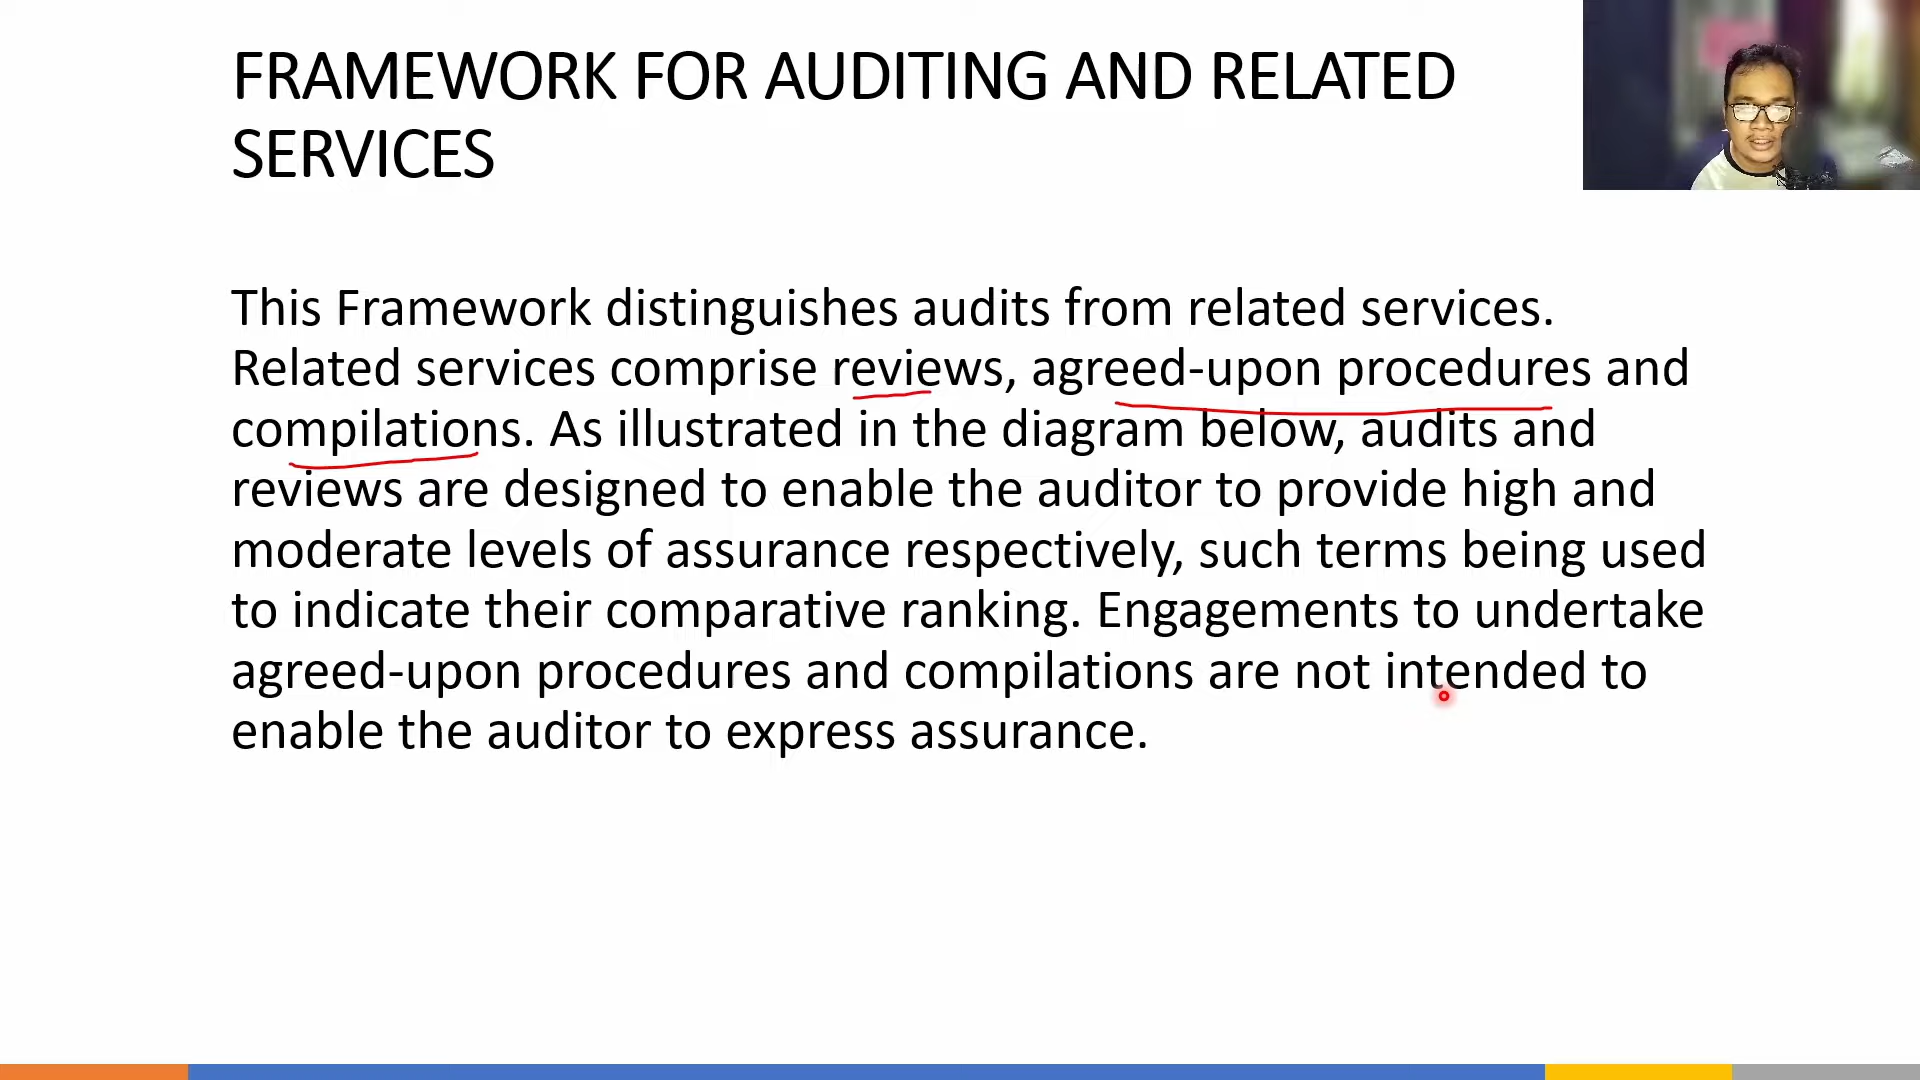 FRAMEWORK FOR AUDITING AND RELATED
SERVICES
This Framework distinguishes audits from related services.
Related services comprise reviews, agreed-upon procedures and
compilations. As illustrated in the diagram below, audits and
reviews are designed to enable the auditor to provide high and
moderate levels of assurance respectively, such terms being used
to indicate their comparative ranking. Engagements to undertake
agreed-upon procedures and compilations are not intended to
enable the auditor to express assurance.